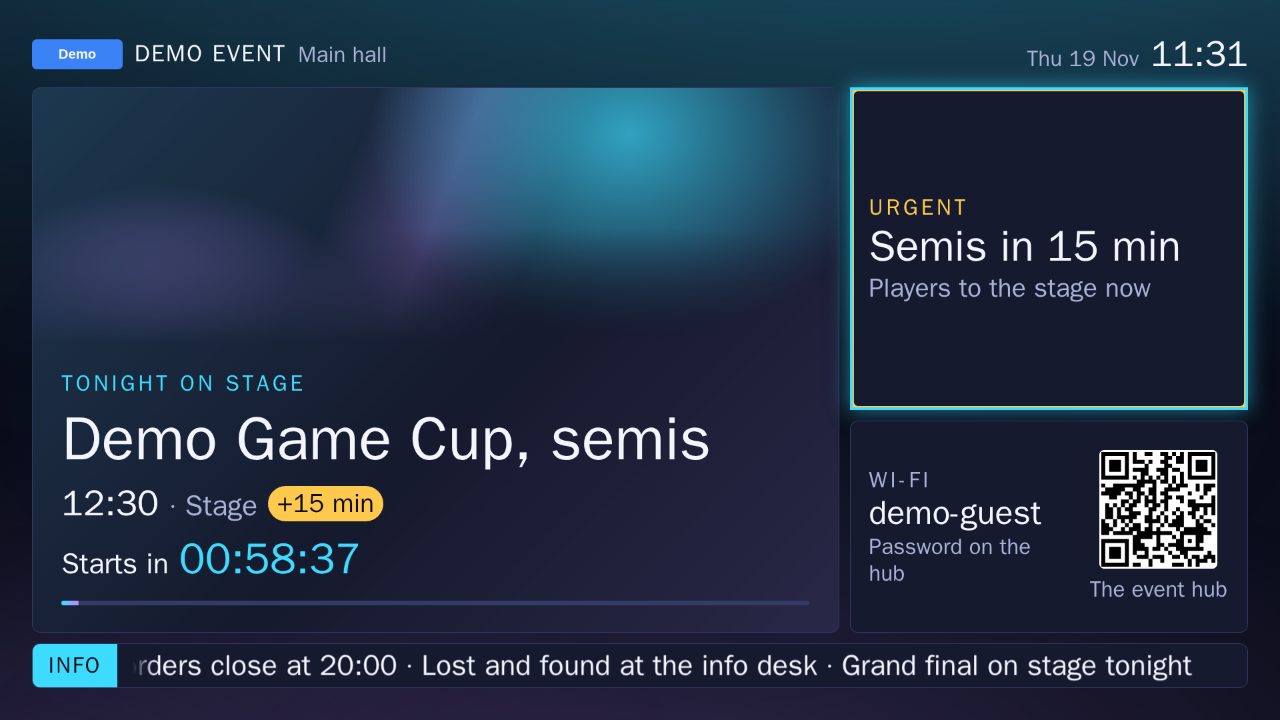 Demo
DEMO EVENT Main hall
Thu 19 Nov 11:31
TONIGHT ON STAGE
Demo Game Cup, semis
12:30 · Stage +15 min
Starts in 00:58:37
URGENT
Semis in 15 min
Players to the stage now
WI-FI
demo-guest
Password on the
hub
The event hub
INFO
close at 20:00 · Lost and found at the info desk · Grand final on stage tonight